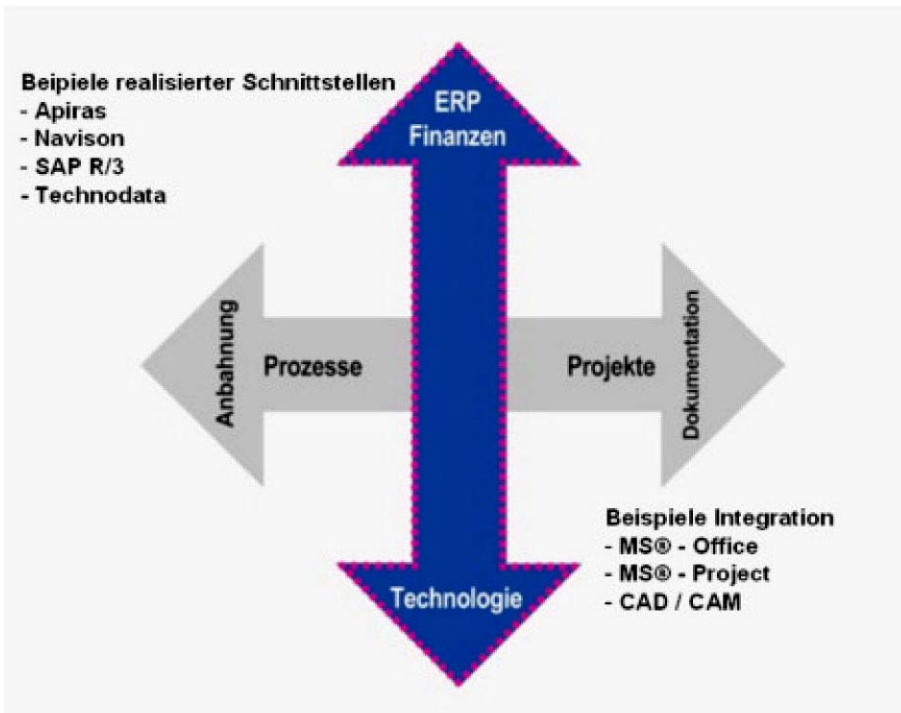 Beipiele realisierter Schnittstellen
- Apiras
- Navison
- SAP R/3
- Technodata
ERP
Finanzen
Anbahnung
Prozesse
Projekte
Dokumentation
Beispiele Integration
- MS® - Office
- MS® - Project
- CAD / CAM
Technologie